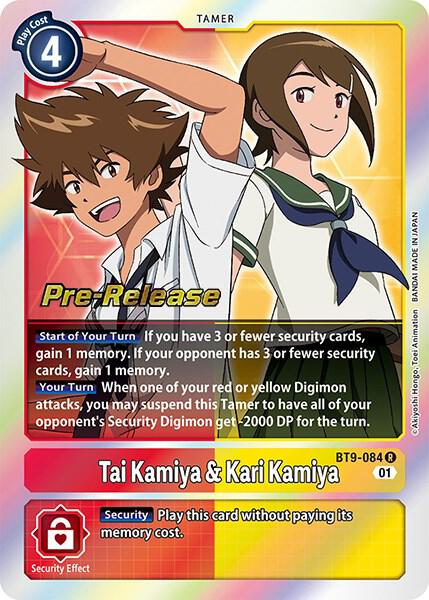 TAMER
Play Cost
4
Pre-Release
Start of Your Turn If you have 3 or fewer security cards,
gain 1 memory. If your opponent has 3 or fewer security
cards, gain 1 memory.
Your Turn When one of your red or yellow Digimon
attacks, you may suspend this Tamer to have all of your
opponent's Security Digimon get -2000 DP for the turn.
©Akiyoshi Hongo, Toei Animation BANDAI MADE IN JAPAN
BT9-084 R
Tai Kamiya & Kari Kamiya
01
Security Play this card without paying its
memory cost.
Security Effect